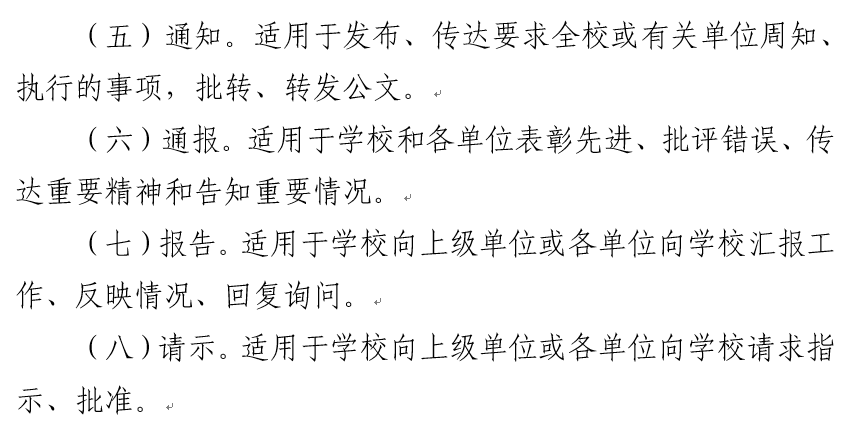 （五）通知。适用于发布、传达要求全校或有关单位周知、
执行的事项，批转、转发公文。
（六）通报。适用于学校和各单位表彰先进、批评错误、传
达重要精神和告知重要情况。
（七）报告。适用于学校向上级单位或各单位向学校汇报工
作、反映情况、回复询问。
（八）请示。适用于学校向上级单位或各单位向学校请求指
示、批准。